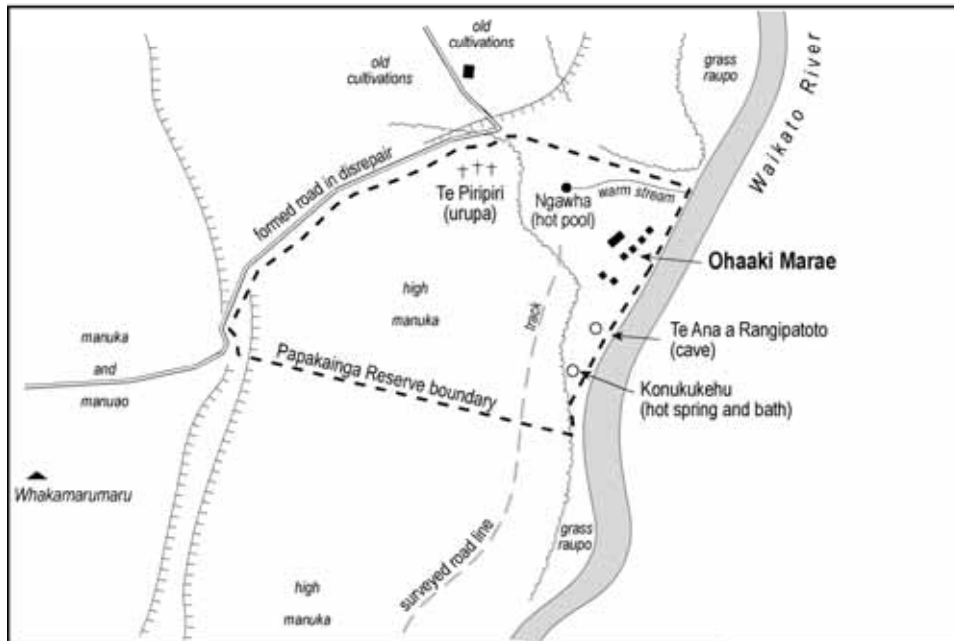 old
cultivations
old
cultivations
grass
raupo
Waikato River
formed road in disrepair
Te Piripiri
(urupa)
Ngawha
(hot pool)
warm stream
Ohaaki Marae
high
manuka
track
manuka
and
manuao
Te Ana a Rangipatoto
(cave)
Papakainga Reserve boundary
Konukukehu
(hot spring and bath)
Whakamarumaru
surveyed road line
grass
raupo
high
manuka